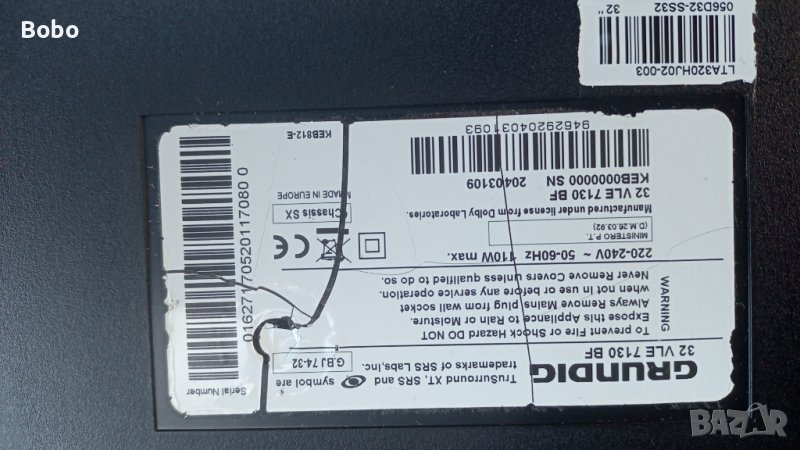 Bobo
GRUNDIG
32 VLE 7130 BF
TruSurround XT, SRS and symbol are
trademarks of SRS Labs,Inc.
G.BJ 74-32
WARNING
To prevent Fire or Shock Hazard DO NOT
Expose this Appliance to Rain or Moisture.
Always Remove Mains plug from wall socket
when not in use or before any service operation.
Never Remove Covers unless qualified to do so.
220-240V ~ 50-60Hz 110W max.
MINISTERO P.T.
(D.M.26.03.92)
Manufactured under license from Dolby Laboratories.
CE
Chassis SX
MADE IN EUROPE
32 VLE 7130 BF
KEB0000000 SN 20403109
94629204031093
KEB812-E
Serial Number
01627170520117080 0
LTA320HJ02-003
056D32-SS32
32"
BAZAR